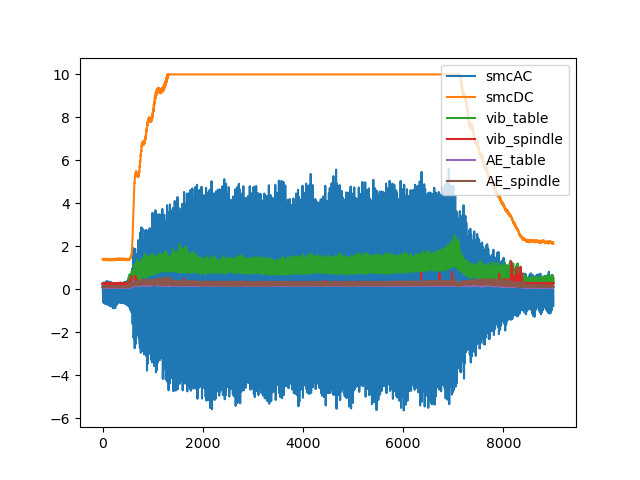 10
8
6
4
2
0
−2
−4
−6
0
2000
4000
6000
8000
smcAC
smcDC
vib_table
vib_spindle
AE_table
AE_spindle